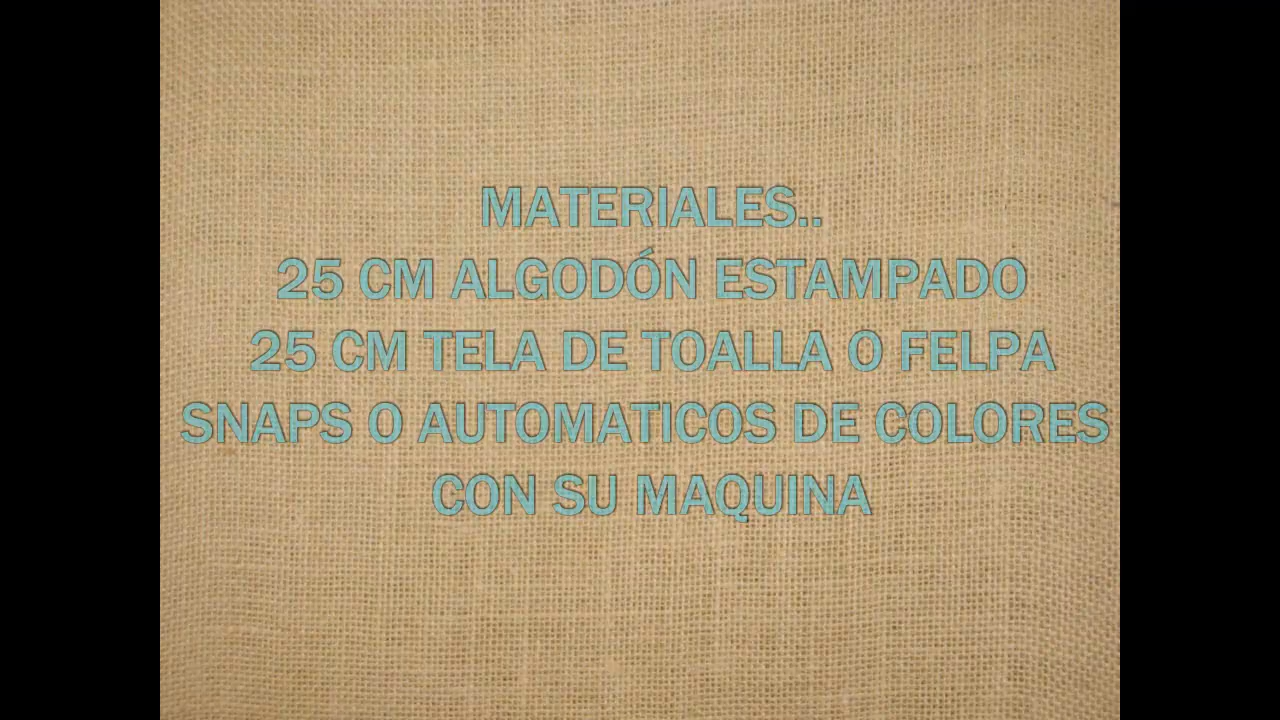 MATERIALES..
25 CM ALGODÓN ESTAMPADO
25 CM TELA DE TOALLA O FELPA
SNAPS O AUTOMATICOS DE COLORES
CON SU MAQUINA